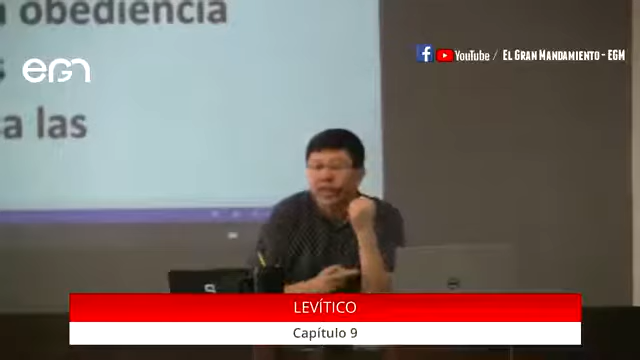 obediencia
a las
egm
YouTube / El Gran Mandamiento - EGM
LEVÍTICO
Capítulo 9